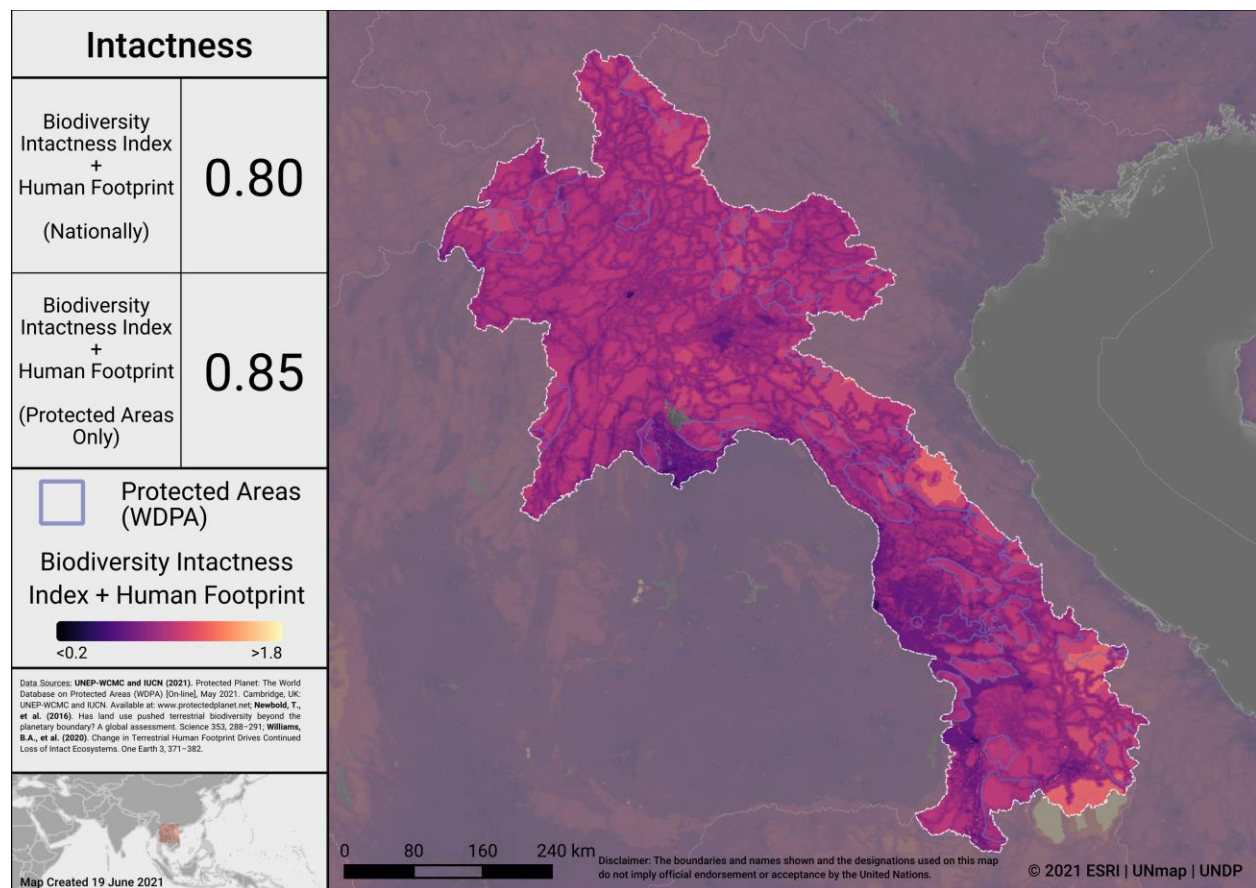 Intactness
Biodiversity
Intactness Index
+
Human Footprint
(Nationally)
0.80
Biodiversity
Intactness Index
+
Human Footprint
(Protected Areas
Only)
0.85
Protected Areas
(WDPA)
Biodiversity Intactness
Index + Human Footprint
<0.2
>1.8
Data Sources: UNEP-WCMC and IUCN (2021). Protected Planet: The World
Database on Protected Areas (WDPA) [On-line], May 2021. Cambridge, UK:
UNEP-WCMC and IUCN. Available at: www.protectedplanet.net; Newbold, T.,
et al. (2016). Has land use pushed terrestrial biodiversity beyond the
planetary boundary? A global assessment. Science 353, 288–291; Williams,
B.A., et al. (2020). Change in Terrestrial Human Footprint Drives Continued
Loss of Intact Ecosystems. One Earth 3, 371–382.
Map Created 19 June 2021
0 80 160 240 km
Disclaimer: The boundaries and names shown and the designations used on this map
do not imply official endorsement or acceptance by the United Nations.
© 2021 ESRI | UNmap | UNDP